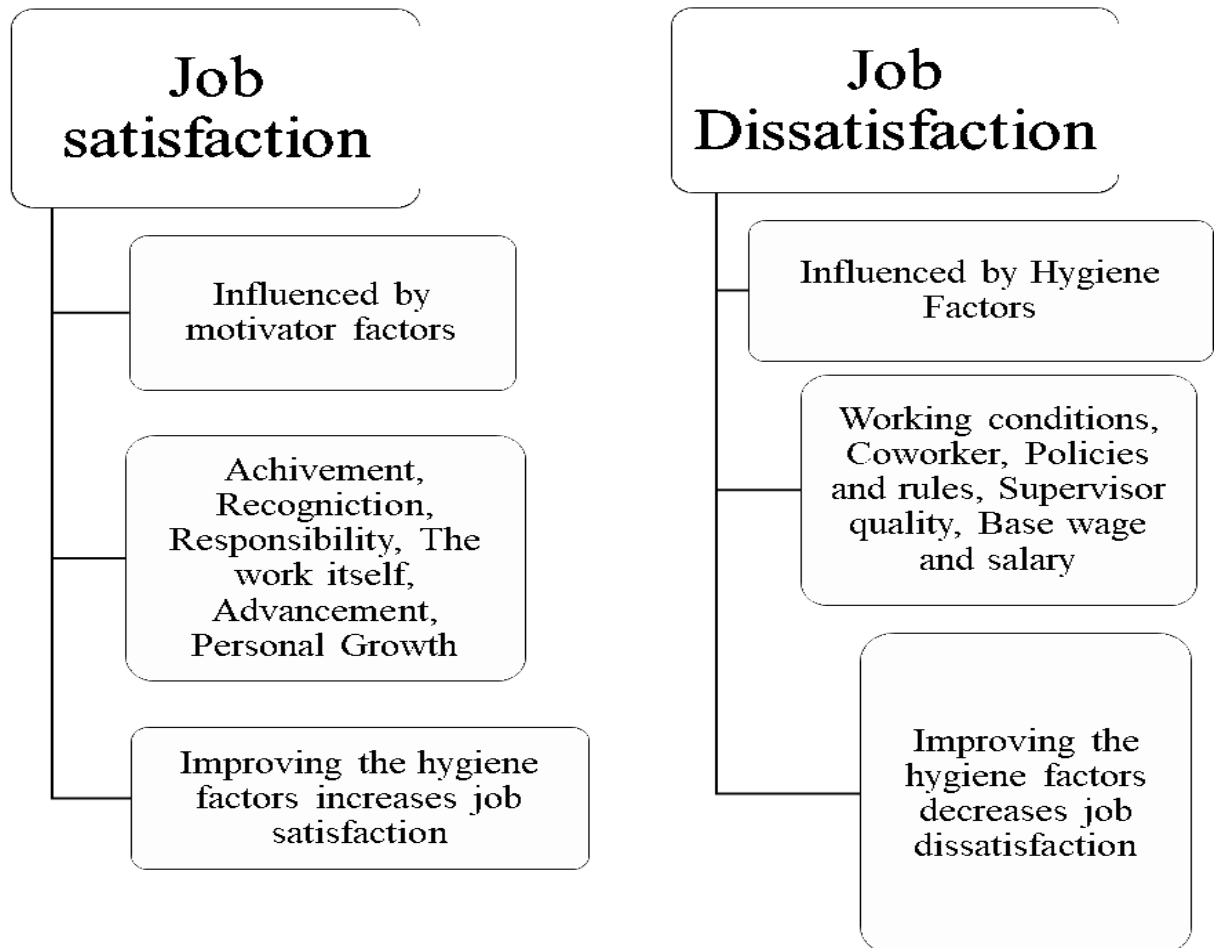 Job
satisfaction
Influenced by
motivator factors
Achivement,
Recogniction,
Responsibility, The
work itself,
Advancement,
Personal Growth
Improving the hygiene
factors increases job
satisfaction
Job
Dissatisfaction
Influenced by Hygiene
Factors
Working conditions,
Coworker, Policies
and rules, Supervisor
quality, Base wage
and salary
Improving the
hygiene factors
decreases job
dissatisfaction